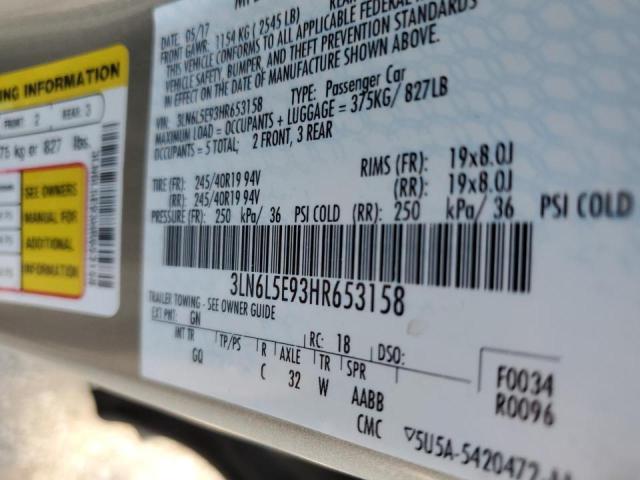 ING INFORMATION
FRONT 2 REAR 3
75 kg or 827 lbs.
SEE OWNERS
MANUAL FOR
ADDITIONAL
INFORMATION
DATE: 05/17
FRONT GAWR: 1154 KG ( 2545 LB)
THIS VEHICLE CONFORMS TO ALL APPLICABLE FEDERAL
VEHICLE SAFETY, BUMPER, AND THEFT PREVENTION STANDARDS
IN EFFECT ON THE DATE OF MANUFACTURE SHOWN ABOVE.
VIN: 3LN6L5E93HR653158 TYPE: Passenger Car
MAXIMUM LOAD = OCCUPANTS + LUGGAGE = 375KG/ 827LB
OCCUPANTS = 5 Total; 2 FRONT, 3 REAR
TIRE (FR): 245/40R19 94V RIMS (FR): 19x8.0J
(RR): 245/40R19 94V (RR): 19x8.0J
PRESSURE (FR): 250 kPa/ 36 PSI COLD (RR): 250 kPa/ 36 PSI COLD
3LN6L5E93HR653158
TRAILER TOWING - SEE OWNER GUIDE
EXT PNT: GN RC: 18 DSO:
INT TR TP/PS R AXLE TR SPR
GQ C 32 W AABB
CMC
F0034
R0096
▽5U5A-5420472-